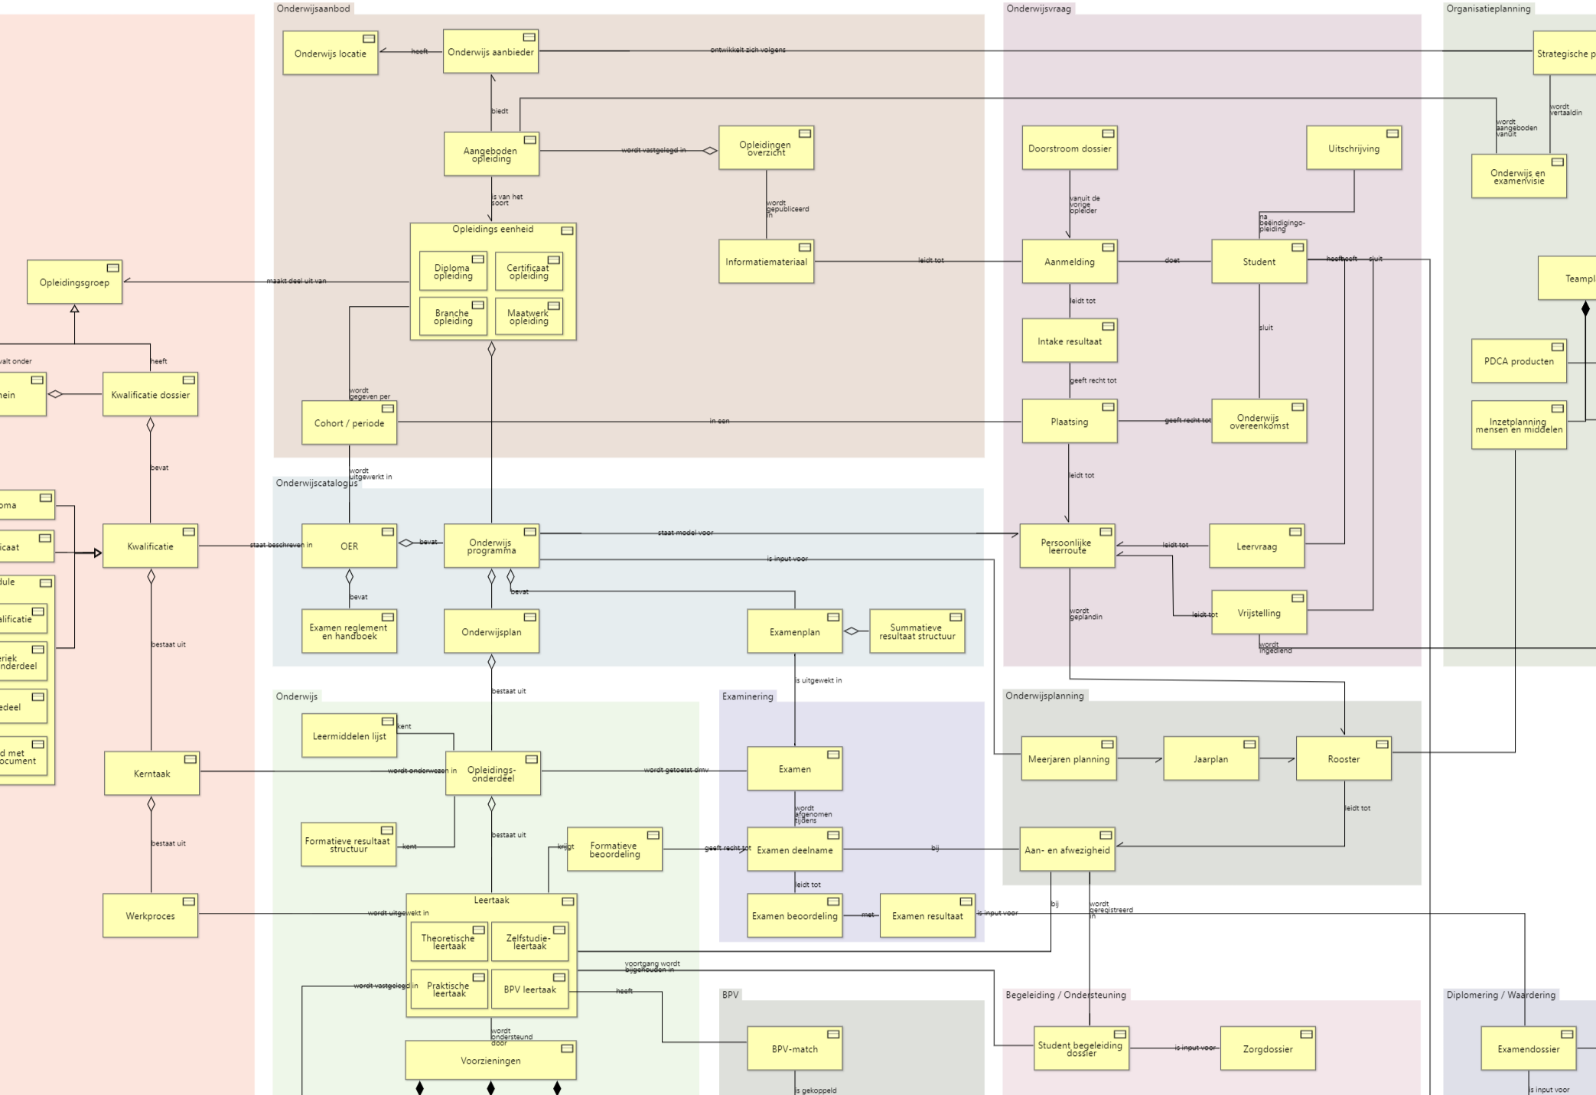 Onderwijsaanbod
Onderwijsvraag
Organisatieplanning
Onderwijs locatie
heeft
Onderwijs aanbieder
ontwikkelt zich volgens
Strategische p
biedt
wordt
aangeboden
vanuit
wordt
vertaaldin
Aangeboden
opleiding
wordt vastgelegd in
Opleidingen
overzicht
Doorstroom dossier
Uitschrijving
Onderwijs en
examenvisie
is van het
soort
wordt
gepubliceerd
in
vanuit de
vorige
opleider
na
beëindigingo-
pleiding
Opleidings eenheid
Diploma
opleiding
Certificaat
opleiding
Branche
opleiding
Maatwerk
opleiding
Informatiemateriaal
leidt tot
Aanmelding
doet
Student
heeft
heeft
sluit
Opleidingsgroep
maakt deel uit van
Teampl
leidt tot
Intake resultaat
sluit
valt onder
heeft
PDCA producten
geeft recht tot
nein
Kwalificatie dossier
wordt
gegeven per
Cohort / periode
in een
Plaatsing
geeft recht tot
Onderwijs
overeenkomst
Inzetplanning
mensen en middelen
bevat
wordt
uitgewerkt in
leidt tot
Onderwijscatalogus
oma
icaat
Kwalificatie
staat beschreven in
OER
bevat
Onderwijs
programma
staat model voor
is input voor
Persoonlijke
leerroute
leidt tot
Leervraag
dule
alificatie
eriek
nderdeel
edeel
d met
ocument
bevat
bevat
wordt
geplandin
leidt tot
Vrijstelling
wordt
ingediend
Examen reglement
en handboek
Onderwijsplan
Examenplan
Summatieve
resultaat structuur
bestaat uit
bestaat uit
is uitgewekt in
Onderwijs
Examinering
Onderwijsplanning
Leermiddelen lijst
kent
Kerntaak
wordt onderwezen in
Opleidings-
onderdeel
wordt getoetst dmv
Examen
Meerjaren planning
Jaarplan
Rooster
wordt
afgenomen
tijdens
leidt tot
bestaat uit
bestaat uit
Formatieve resultaat
structuur
kent
krijgt
Formatieve
beoordeling
geeft recht tot
Examen deelname
bij
Aan- en afwezigheid
leidt tot
Werkproces
wordt uitgewekt in
Leertaak
Theoretische
leertaak
Zelfstudie-
leertaak
Praktische
leertaak
BPV leertaak
Examen beoordeling
met
Examen resultaat
is input voor
bij
wordt
geregistreerd
in
voortgang wordt
bijgehouden in
wordt vastgelegd in
heeft
BPV
Begeleiding / Ondersteuning
Diplomering / Waardering
wordt
ondersteund
door
Voorzieningen
BPV-match
Student begeleiding
dossier
is input voor
Zorgdossier
Examendossier
is gekoppeld
is input voor